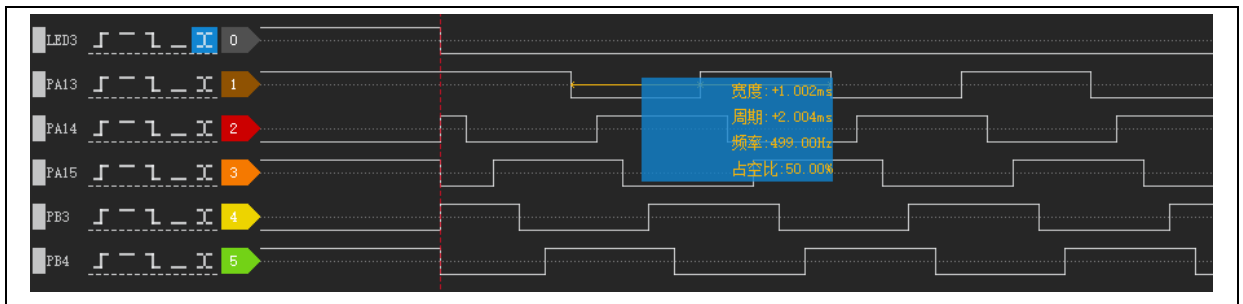 LED3 0
PA13 1
宽度:+1.002ms
周期:+2.004ms
PA14 2
频率:499.00Hz
占空比:50.00%
PA15 3
PB3 4
PB4 5